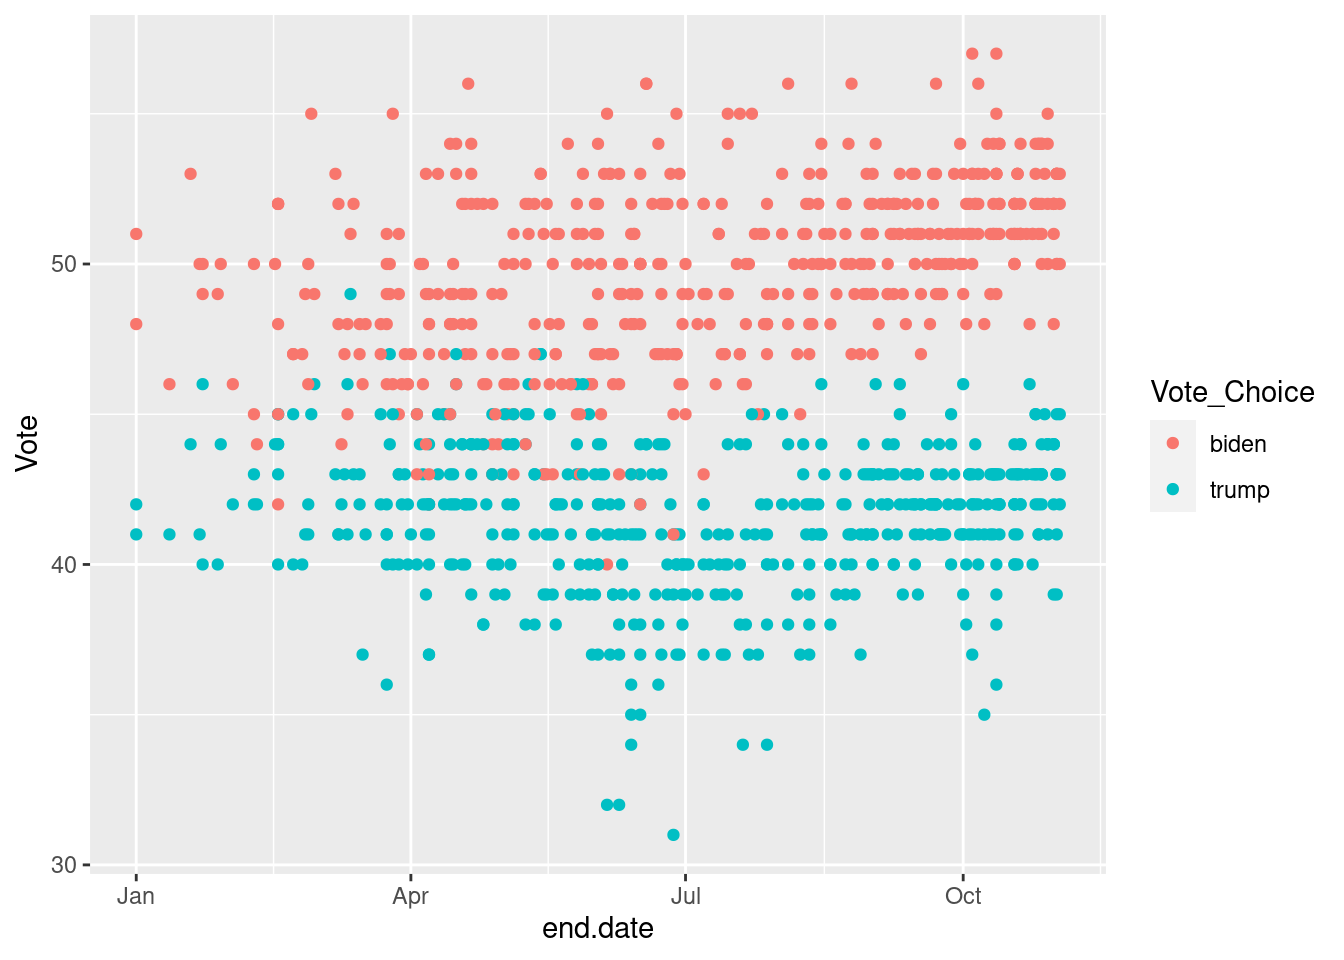 Vote
50
40
30
Jan Apr Jul Oct
end.date
Vote_Choice
biden
trump